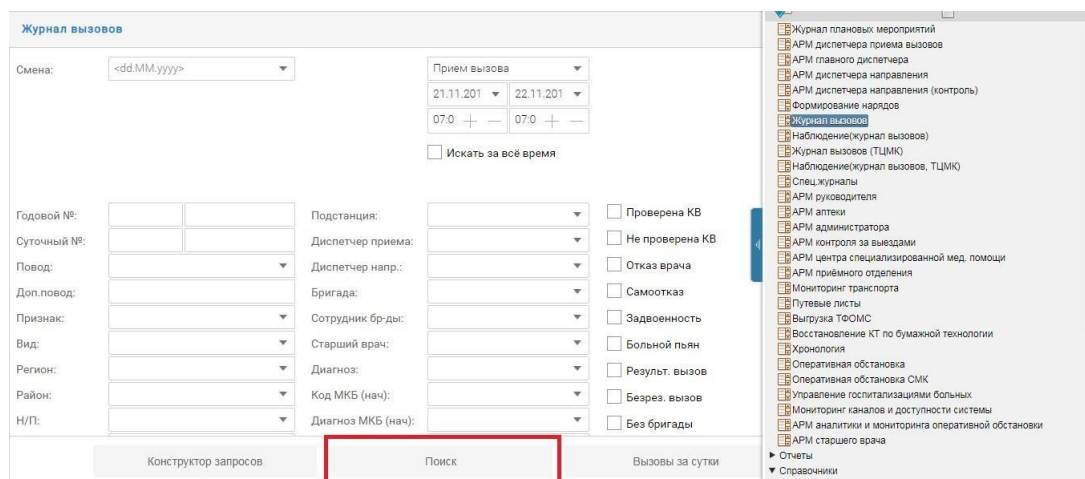 Журнал вызовов
Смена: <dd.MM.yyyy> Прием вызова
21.11.201 22.11.201
07:0 07:0
Искать за всё время
Годовой №: Подстанция: Проверена КВ
Суточный №: Диспетчер приема: Не проверена КВ
Повод: Диспетчер напр.: Отказ врача
Доп.повод: Бригада: Самоотказ
Признак: Сотрудник бр-ды: Задвоенность
Вид: Старший врач: Больной пьян
Регион: Диагноз: Результ. вызов
Район: Код МКБ (нач): Безрез. вызов
Н/П: Диагноз МКБ (нач): Без бригады
Конструктор запросов Поиск Вызовы за сутки
Журнал плановых мероприятий
АРМ диспетчера приема вызовов
АРМ главного диспетчера
АРМ диспетчера направления
АРМ диспетчера направления (контроль)
Формирование нарядов
Журнал вызовов
Наблюдение(журнал вызовов)
Журнал вызовов (ТЦМК)
Наблюдение(журнал вызовов, ТЦМК)
Спец.журналы
АРМ руководителя
АРМ аптеки
АРМ администратора
АРМ контроля за выездами
АРМ центра специализированной мед. помощи
АРМ приёмного отделения
Мониторинг транспорта
Путевые листы
Выгрузка ТФОМС
Восстановление КТ по бумажной технологии
Хронология
Оперативная обстановка
Оперативная обстановка СМК
Управление госпитализациями больных
Мониторинг каналов и доступности системы
АРМ аналитики и мониторинга оперативной обстановки
АРМ старшего врача
Отчеты
Справочники